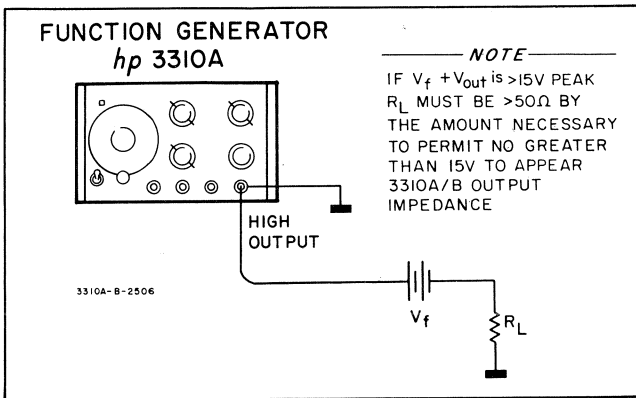 FUNCTION GENERATOR
hp 3310A
NOTE
IF Vf + Vout is >15V PEAK
RL MUST BE >50Ω BY
THE AMOUNT NECESSARY
TO PERMIT NO GREATER
THAN 15V TO APPEAR
3310A/B OUTPUT
IMPEDANCE
HIGH
OUTPUT
3310A-B-2506
Vf
RL